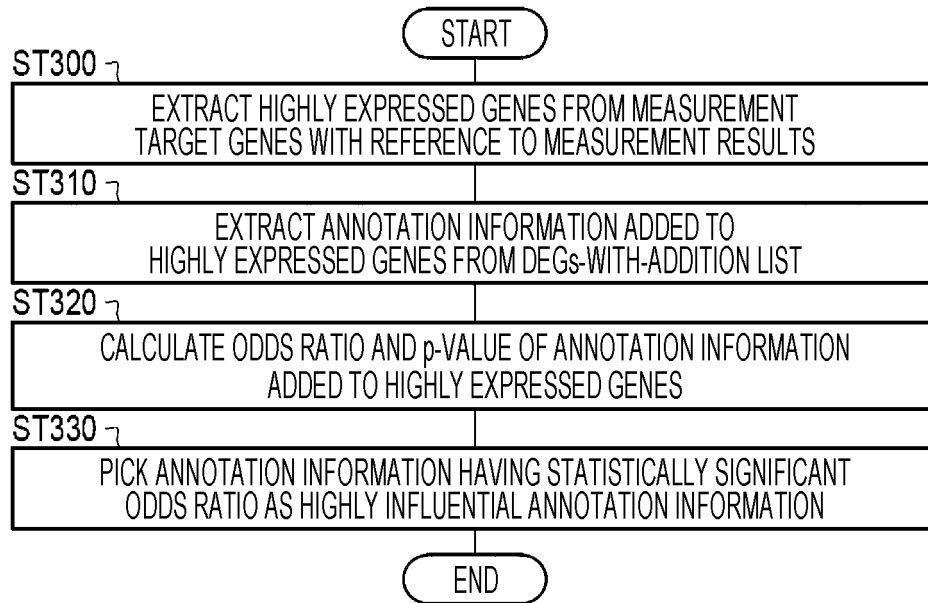 START
ST300
EXTRACT HIGHLY EXPRESSED GENES FROM MEASUREMENT
TARGET GENES WITH REFERENCE TO MEASUREMENT RESULTS
ST310
EXTRACT ANNOTATION INFORMATION ADDED TO
HIGHLY EXPRESSED GENES FROM DEGs-WITH-ADDITION LIST
ST320
CALCULATE ODDS RATIO AND p-VALUE OF ANNOTATION INFORMATION
ADDED TO HIGHLY EXPRESSED GENES
ST330
PICK ANNOTATION INFORMATION HAVING STATISTICALLY SIGNIFICANT
ODDS RATIO AS HIGHLY INFLUENTIAL ANNOTATION INFORMATION
END